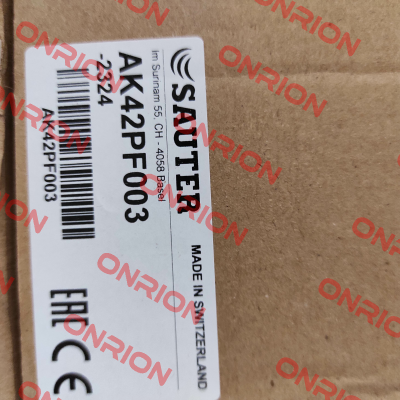 SAUTER
Im Surinam 55, CH - 4058 Basel
MADE IN SWITZERLAND
AK42PF003
-2324
AK42PF003
EAC CE
ONRION
ONRION
ONRION
ONRION
ONRION
ONRION
ONRION
ONRION
ONRION